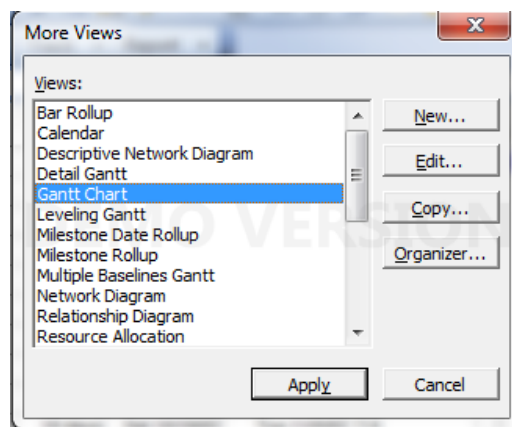 More Views
Views:
Bar Rollup
Calendar
Descriptive Network Diagram
Detail Gantt
Gantt Chart
Leveling Gantt
Milestone Date Rollup
Milestone Rollup
Multiple Baselines Gantt
Network Diagram
Relationship Diagram
Resource Allocation
New...
Edit...
Copy...
Organizer...
Apply
Cancel
VERSION